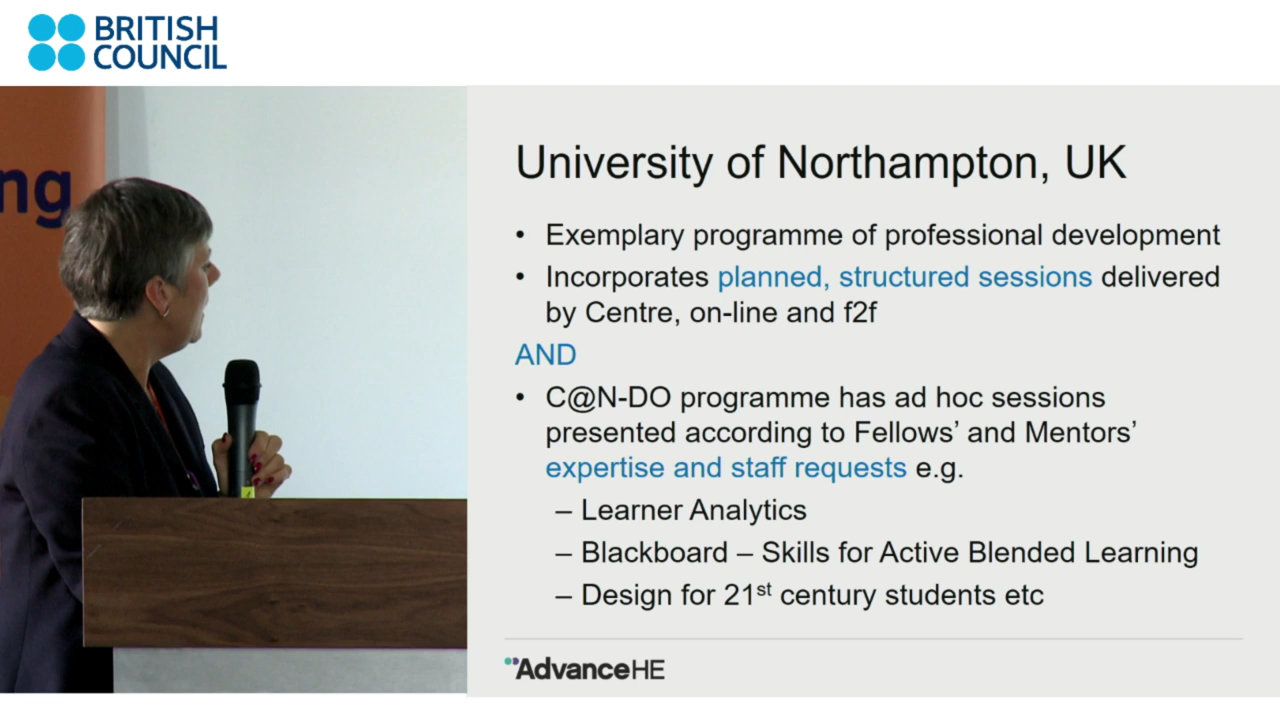 BRITISH
COUNCIL
ng
University of Northampton, UK
• Exemplary programme of professional development
• Incorporates planned, structured sessions delivered
by Centre, on-line and f2f
AND
• C@N-DO programme has ad hoc sessions
presented according to Fellows’ and Mentors’
expertise and staff requests e.g.
– Learner Analytics
– Blackboard – Skills for Active Blended Learning
– Design for 21st century students etc
AdvanceHE